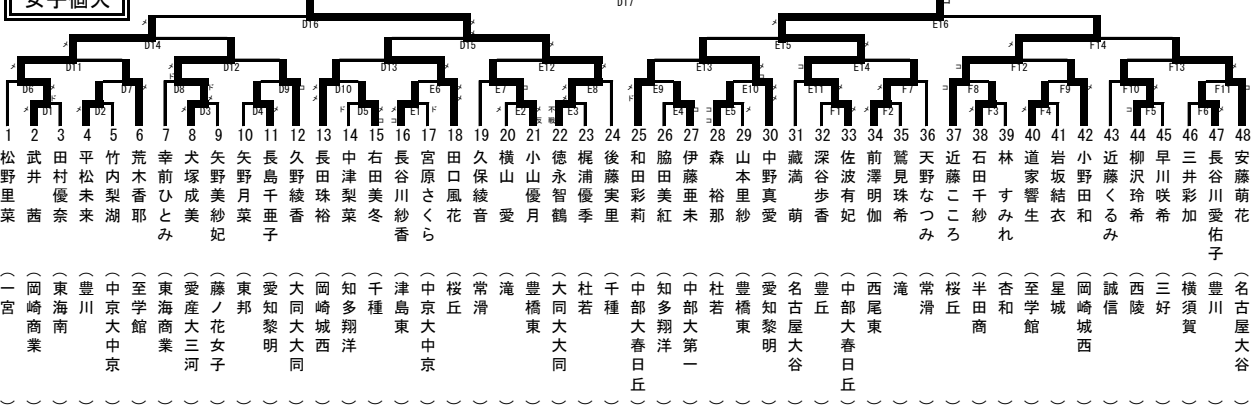 女子個人
D16
D17
E16
D14
D15
E15
F14
D11
D12
D13
E12
E13
E14
F12
F13
D6
D7
D8
D9
D10
E6
E7
E8
E9
E10
E11
F7
F8
F9
F10
F11
D1
D2
D3
D4
D5
E1
E2
不戦
E3
E4
E5
F1
F2
F3
F4
F5
F6
1 松野里菜 (一宮)
2 武井茜 (岡崎商業)
3 田村優奈 (東海南)
4 平松未来 (豊川)
5 竹内梨湖 (中京大中京)
6 荒木香耶 (至学館)
7 幸前ひとみ (東海商業)
8 犬塚成美 (愛産大三河)
9 矢野美紗妃 (藤ノ花女子)
10 矢野月菜 (東邦)
11 長島千亜子 (愛知黎明)
12 久野綾香 (大同大大同)
13 長田珠裕 (岡崎城西)
14 中津梨菜 (知多翔洋)
15 右田美冬 (千種)
16 長谷川紗香 (津島東)
17 宮原さくら (中京大中京)
18 田口風花 (桜丘)
19 久保綾音 (常滑)
20 横山愛 (滝)
21 小山優月 (豊橋東)
22 徳永智鶴 (大同大大同)
23 梶浦優季 (杜若)
24 後藤実里 (千種)
25 和田彩莉 (中部大春日丘)
26 脇田美紅 (知多翔洋)
27 伊藤亜未 (中部大第一)
28 森裕那 (杜若)
29 山本里紗 (豊橋東)
30 中野真愛 (愛知黎明)
31 藏満萌 (名古屋大谷)
32 深谷歩香 (豊丘)
33 佐波有妃 (中部大春日丘)
34 前澤明伽 (西尾東)
35 鷲見珠希 (滝)
36 天野なつみ (常滑)
37 近藤こころ (桜丘)
38 石田千紗 (半田商)
39 林すみれ (杏和)
40 道家響生 (至学館)
41 岩坂結衣 (星城)
42 小野田和 (岡崎城西)
43 近藤くるみ (誠信)
44 柳沢玲希 (西陵)
45 早川咲希 (三好)
46 三井彩加 (横須賀)
47 長谷川愛佑子 (豊川)
48 安藤萌花 (名古屋大谷)